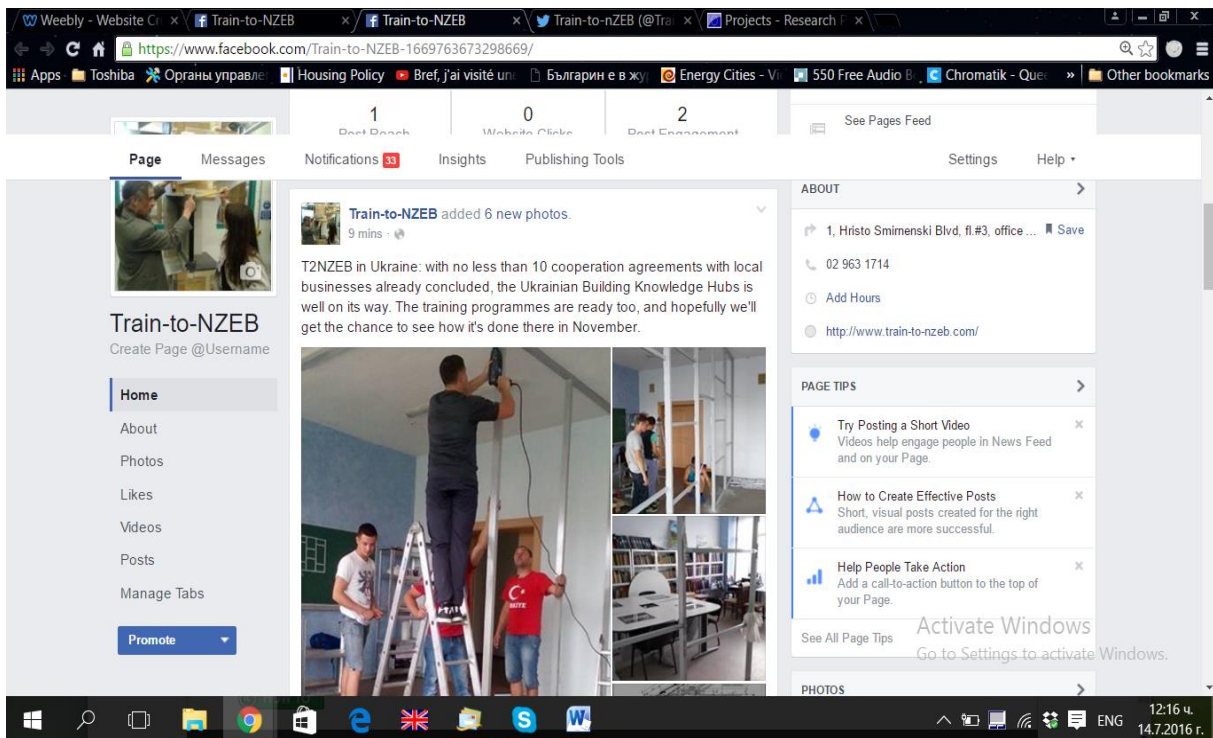 Weebly - Website Cr
Train-to-NZEB
Train-to-NZEB
Train-to-nZEB (@Trai
Projects - Research P
https://www.facebook.com/Train-to-NZEB-1669763673298669/
Apps
Toshiba
Органы управлен
Housing Policy
Bref, j'ai visité un
Българин е в жу
Energy Cities - Vi
550 Free Audio B
Chromatik - Que
»
Other bookmarks
1
0
2
Post Reach
Website Clicks
Post Engagement
See Pages Feed
Page
Messages
Notifications 33
Insights
Publishing Tools
Settings
Help
ABOUT
Train-to-NZEB added 6 new photos.
9 mins ·
T2NZEB in Ukraine: with no less than 10 cooperation agreements with local
businesses already concluded, the Ukrainian Building Knowledge Hubs is
well on its way. The training programmes are ready too, and hopefully we'll
get the chance to see how it's done there in November.
1, Hristo Smirnenski Blvd, fl.#3, office ...
Save
02 963 1714
Add Hours
http://www.train-to-nzeb.com/
Train-to-NZEB
Create Page @Username
Home
About
Photos
Likes
Videos
Posts
Manage Tabs
Promote
PAGE TIPS
Try Posting a Short Video
Videos help engage people in News Feed
and on your Page.
How to Create Effective Posts
Short, visual posts created for the right
audience are more successful.
Help People Take Action
Add a call-to-action button to the top of
your Page.
See All Page Tips
Activate Windows
Go to Settings to activate Windows.
PHOTOS
ENG
12:16 ч.
14.7.2016 г.